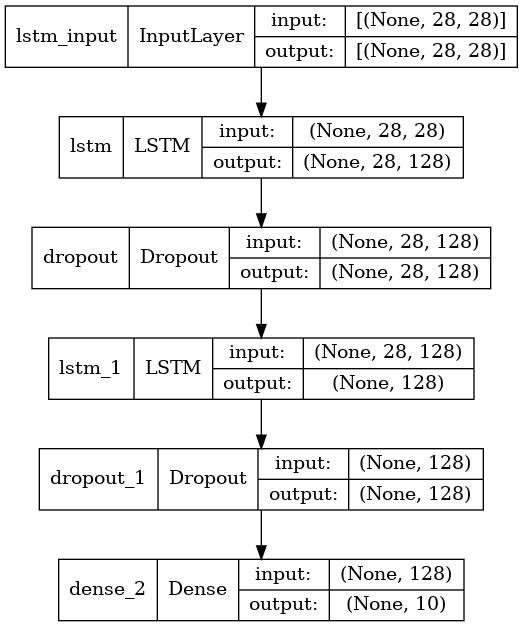 lstm_input InputLayer input: [(None, 28, 28)]
output: [(None, 28, 28)]
lstm LSTM input: (None, 28, 28)
output: (None, 28, 128)
dropout Dropout input: (None, 28, 128)
output: (None, 28, 128)
lstm_1 LSTM input: (None, 28, 128)
output: (None, 128)
dropout_1 Dropout input: (None, 128)
output: (None, 128)
dense_2 Dense input: (None, 128)
output: (None, 10)